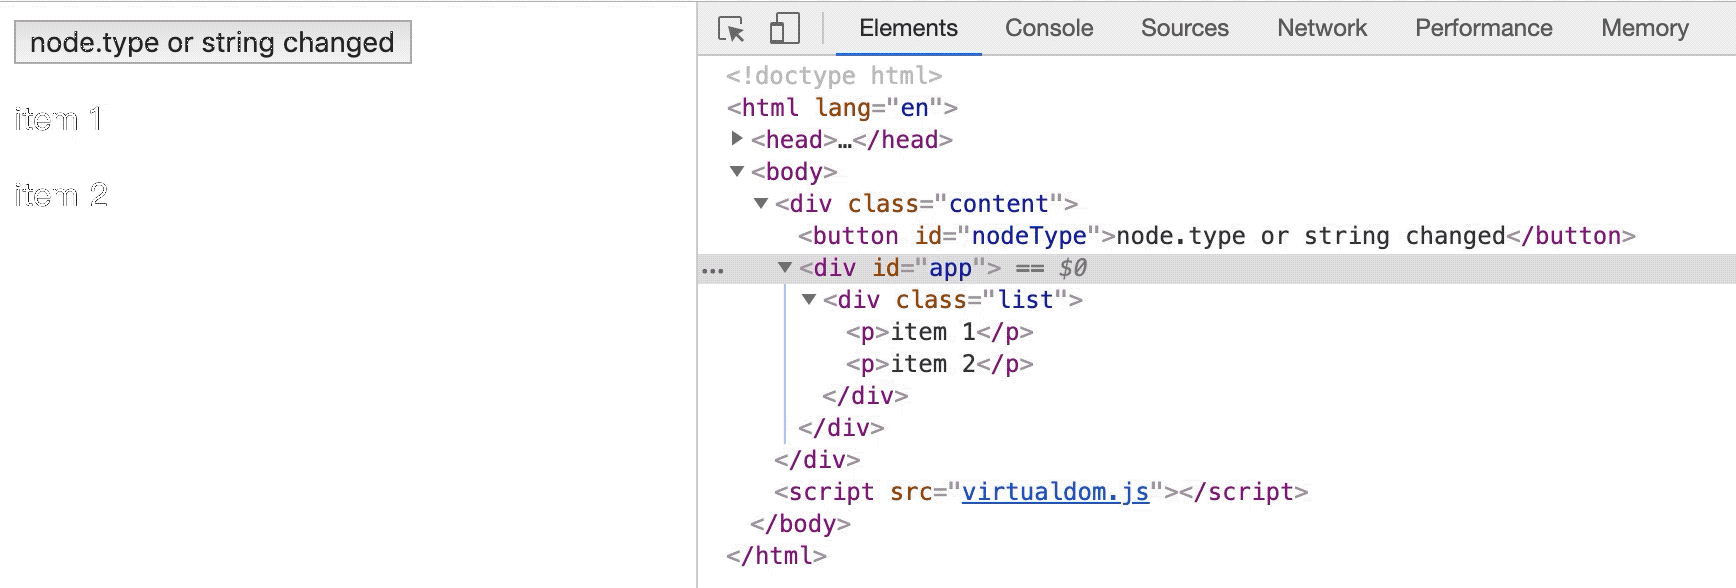 node.type or string changed
item 1
item 2
Elements Console Sources Network Performance Memory
<!doctype html>
<html lang="en">
<head>…</head>
<body>
<div class="content">
<button id="nodeType">node.type or string changed</button>
... <div id="app"> == $0
<div class="list">
<p>item 1</p>
<p>item 2</p>
</div>
</div>
</div>
<script src="virtualdom.js"></script>
</body>
</html>